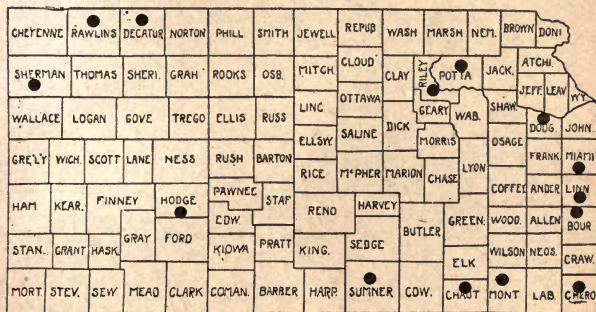 CHEYENNE RAWLINS DECATUR NORTON PHILL SMITH JEWELL REPUB WASH MARSH NEM. BROWN DONI
SHERMAN THOMAS SHERI. GRAH ROOKS OSB. MITCH. CLOUD CLAY RILEY POTTA JACK. ATCHI.
JEFF. LEAV WY.
WALLACE LOGAN GOVE TREGO ELLIS RUSS LINC OTTAWA GEARY WAB. SHAW. DOUG. JOHN.
GRE'LY WICH. SCOTT LANE NESS RUSH BARTON ELLSW. SALINE DICK MORRIS OSAGE FRANK. MIAMI
RICE McPHER MARION CHASE LYON COFFEY ANDER LINN
HAM KEAR. FINNEY HODGE PAWNEE STAF RENO HARVEY GREEN. WOOD. ALLEN BOUR
EDW.
STAN. GRANT HASK. GRAY FORD KIOWA PRATT KING. SEDGE BUTLER ELK WILSON NEOS. CRAW.
MORT. STEV. SEW MEAD CLARK COMAN. BARBER HARP. SUMNER COW. CHAUT MONT LAB. CHERO